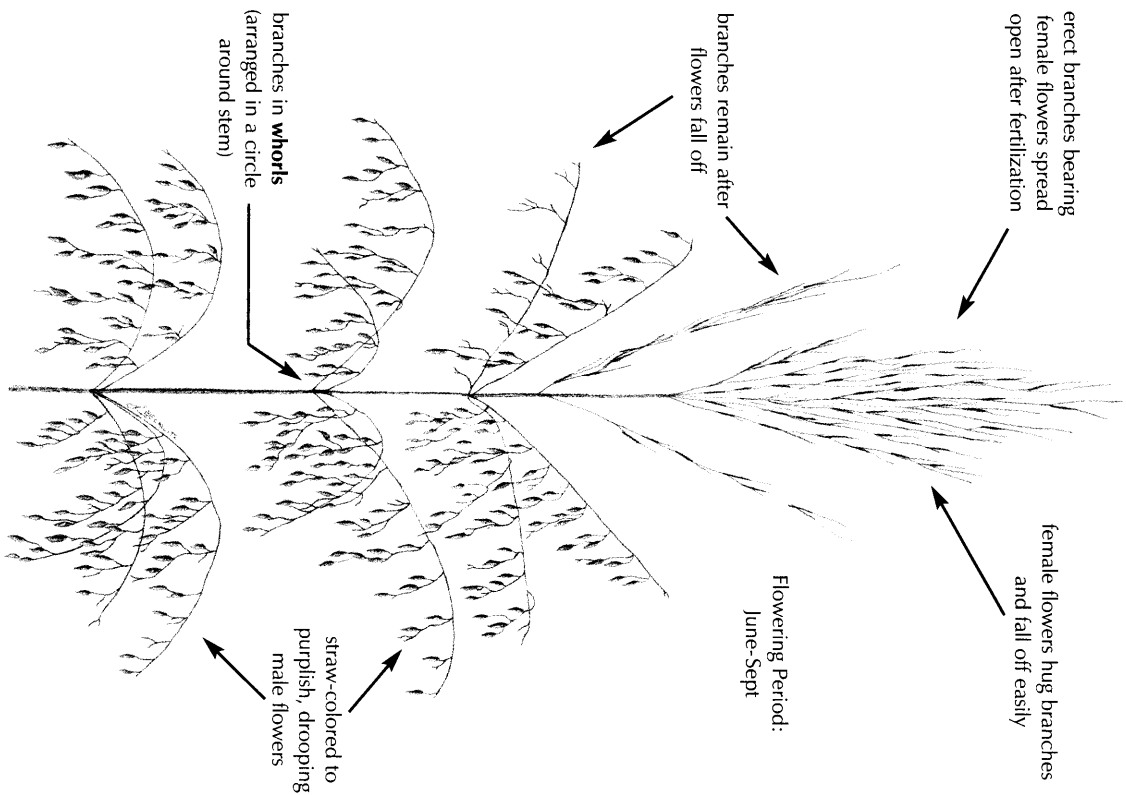 erect branches bearing
female flowers spread
open after fertilization
female flowers hug branches
and fall off easily
branches remain after
flowers fall off
Flowering Period:
June-Sept
branches in whorls
(arranged in a circle
around stem)
straw-colored to
purplish, drooping
male flowers